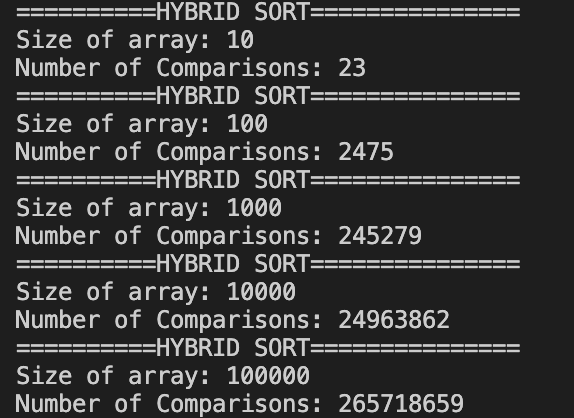 ==========HYBRID SORT===============
Size of array: 10
Number of Comparisons: 23
==========HYBRID SORT===============
Size of array: 100
Number of Comparisons: 2475
==========HYBRID SORT===============
Size of array: 1000
Number of Comparisons: 245279
==========HYBRID SORT===============
Size of array: 10000
Number of Comparisons: 24963862
==========HYBRID SORT===============
Size of array: 100000
Number of Comparisons: 265718659